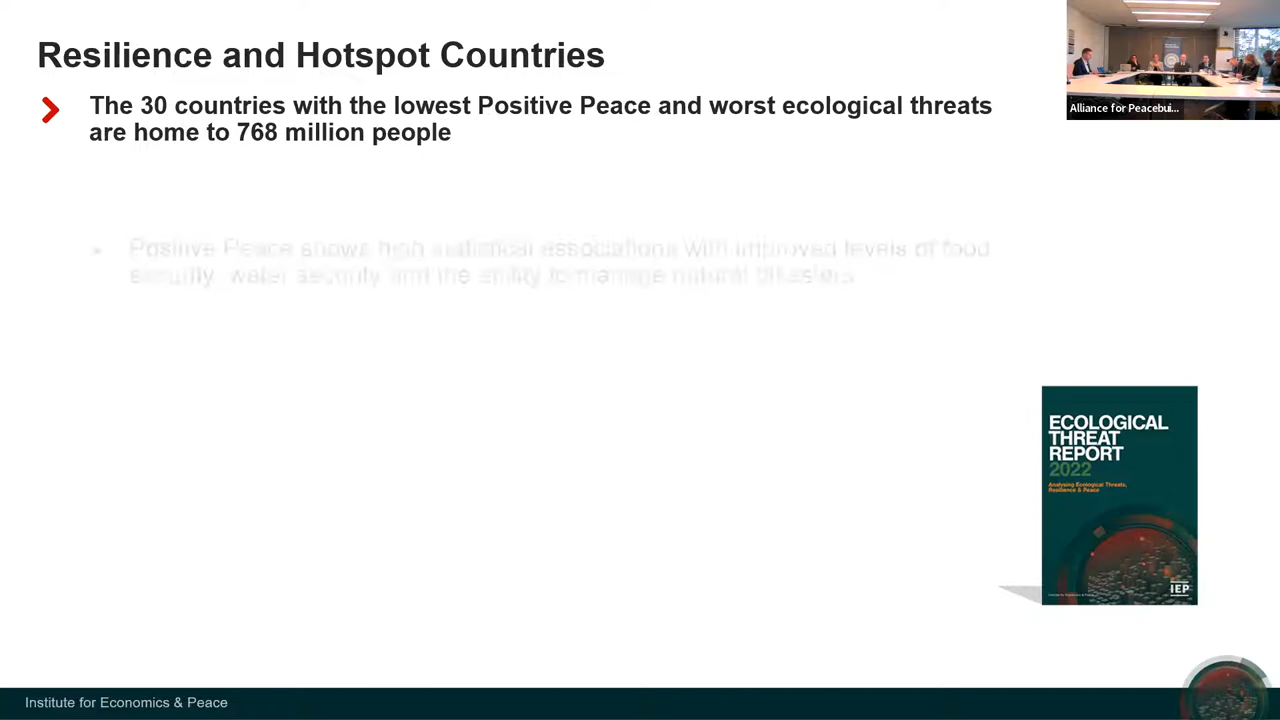 Resilience and Hotspot Countries
The 30 countries with the lowest Positive Peace and worst ecological threats
are home to 768 million people
Positive Peace shows high statistical associations with improved levels of food
security, water security and the ability to manage natural disasters
Alliance for Peacebui...
ECOLOGICAL
THREAT
REPORT
2022
Analysing Ecological Threats,
Resilience & Peace
IEP
Institute for Economics & Peace